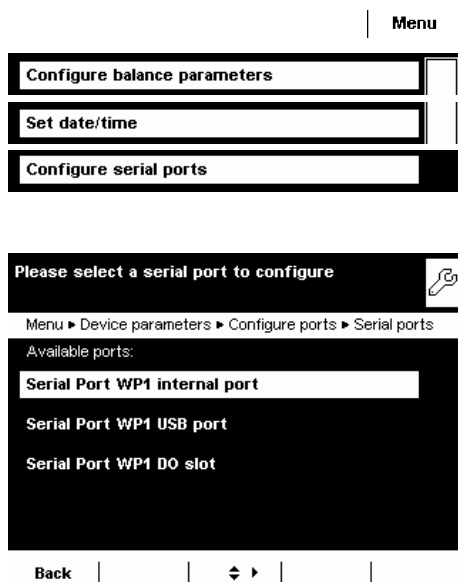 Menu
Configure balance parameters
Set date/time
Configure serial ports
Please select a serial port to configure
Menu ▸ Device parameters ▸ Configure ports ▸ Serial ports
Available ports:
Serial Port WP1 internal port
Serial Port WP1 USB port
Serial Port WP1 DO slot
Back